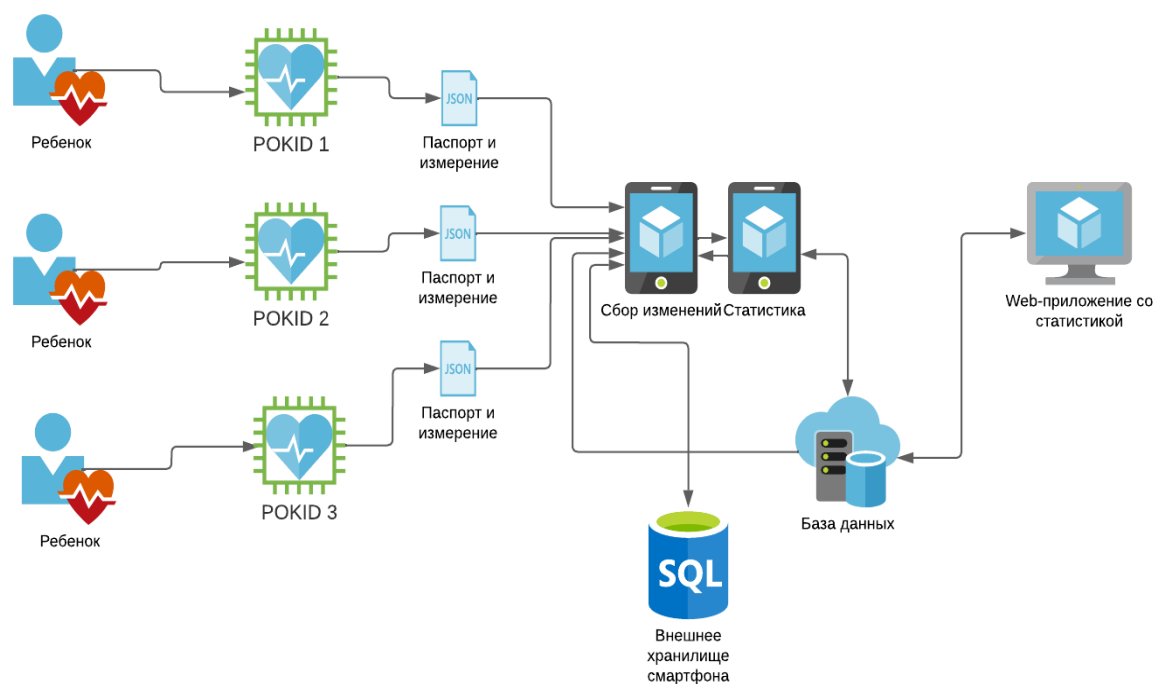 Ребенок
POKID 1
JSON
Паспорт и
измерение
Ребенок
POKID 2
JSON
Паспорт и
измерение
Ребенок
POKID 3
JSON
Паспорт и
измерение
Сбор изменений
Статистика
Web-приложение со
статистикой
База данных
SQL
Внешнее
хранилище
смартфона